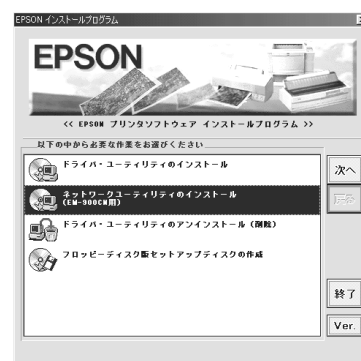 EPSON インストールプログラム
EPSON
<< EPSON プリンタソフトウェア インストールプログラム >>
以下の中から必要な作業をお選びください
ドライバ・ユーティリティのインストール
次へ
ネットワークユーティリティのインストール
(EM-900CN用)
戻る
ドライバ・ユーティリティのアンインストール（削除）
フロッピーディスク版セットアップディスクの作成
終了
Ver.